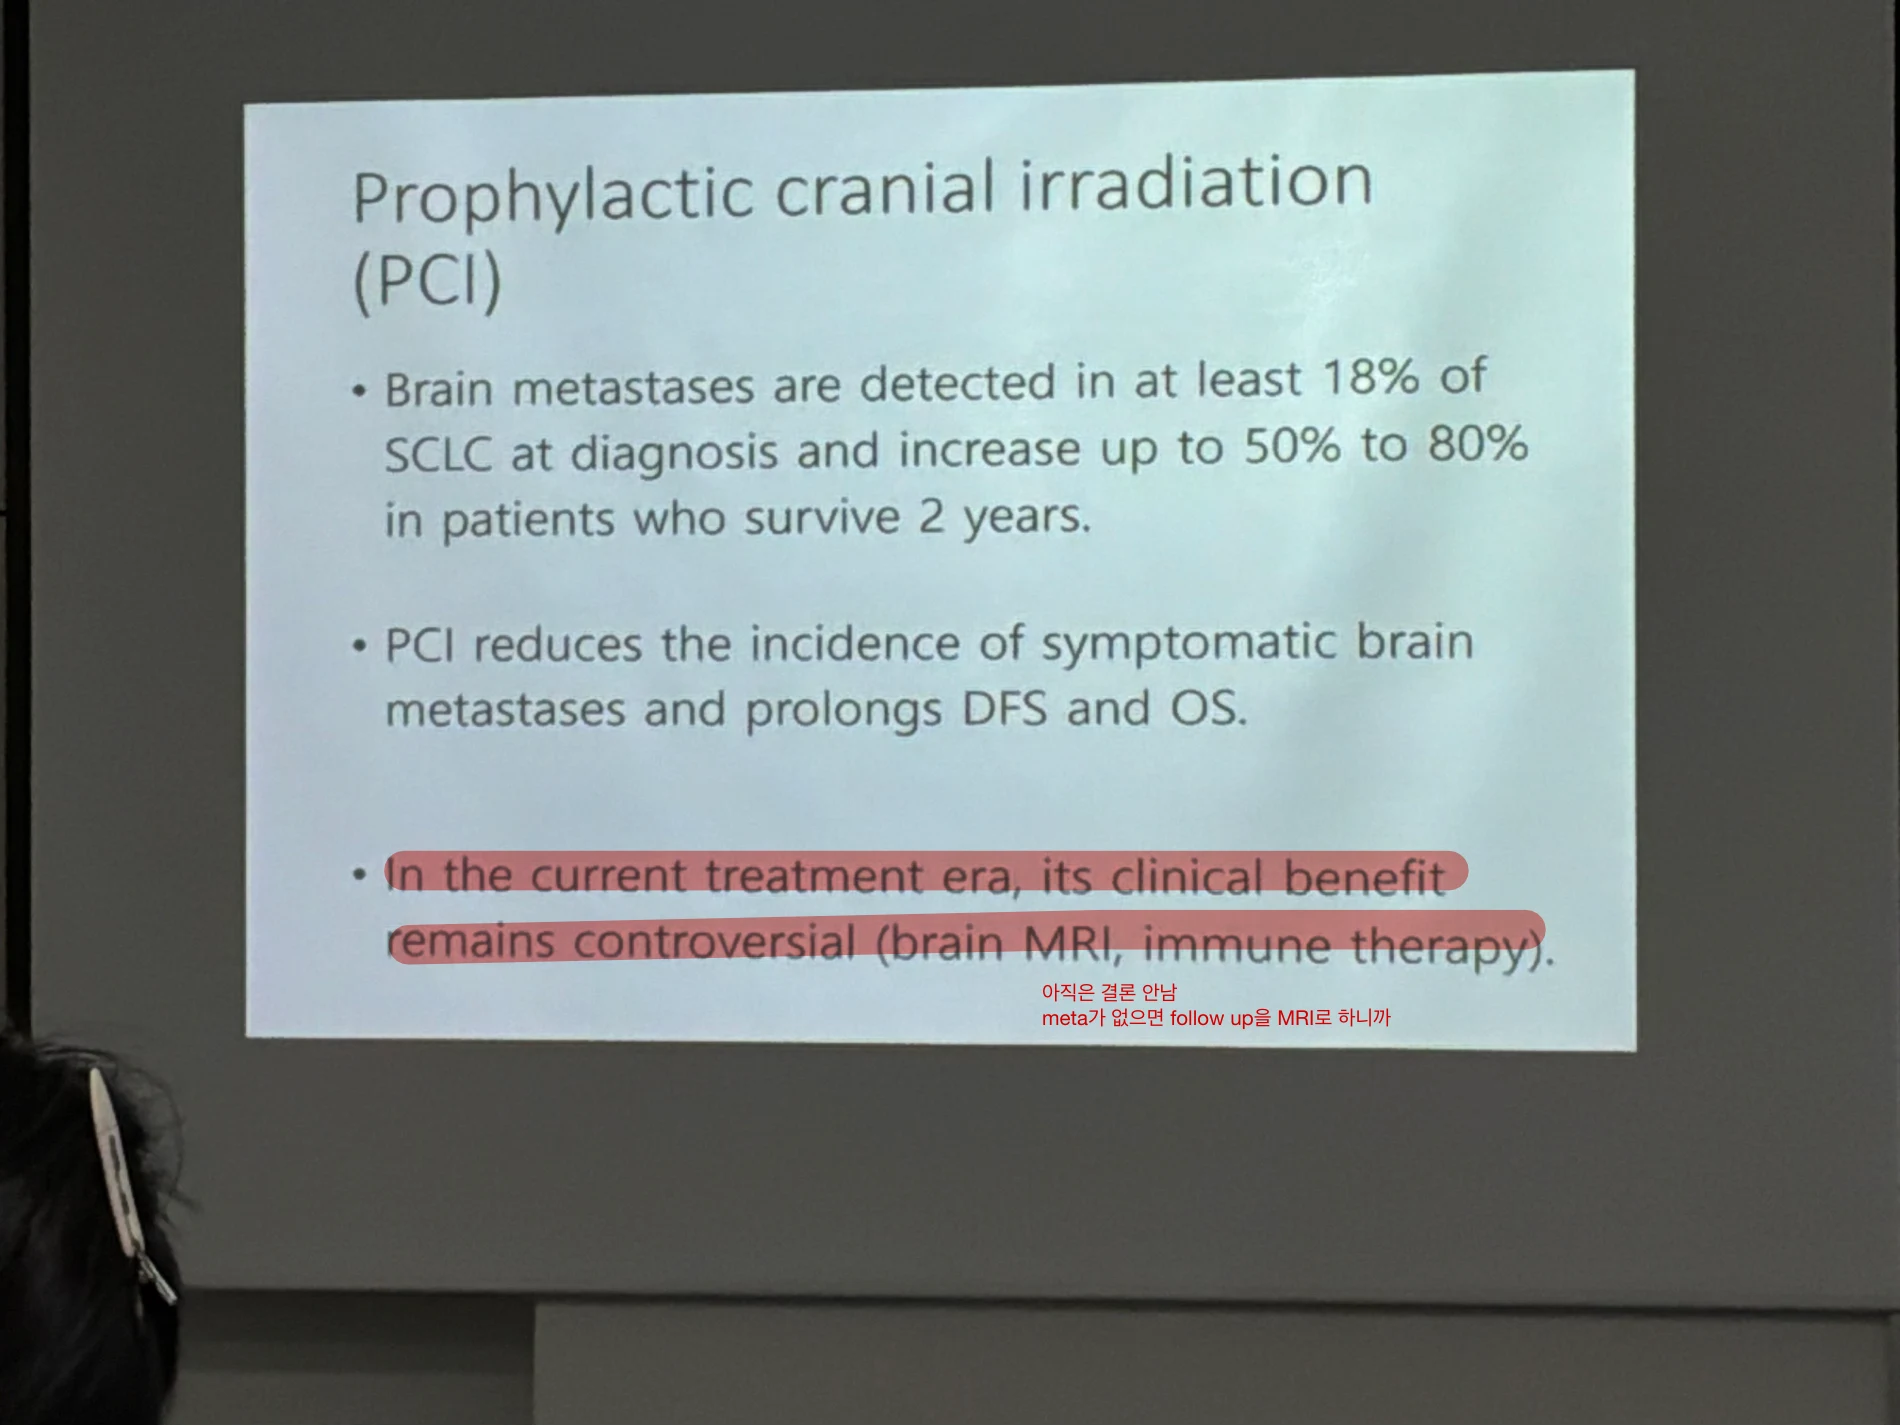 Prophylactic cranial irradiation
(PCI)
• Brain metastases are detected in at least 18% of
SCLC at diagnosis and increase up to 50% to 80%
in patients who survive 2 years.
• PCI reduces the incidence of symptomatic brain
metastases and prolongs DFS and OS.
• In the current treatment era, its clinical benefit
remains controversial (brain MRI, immune therapy).
아직은 결론 안남
meta가 없으면 follow up을 MRI로 하니까